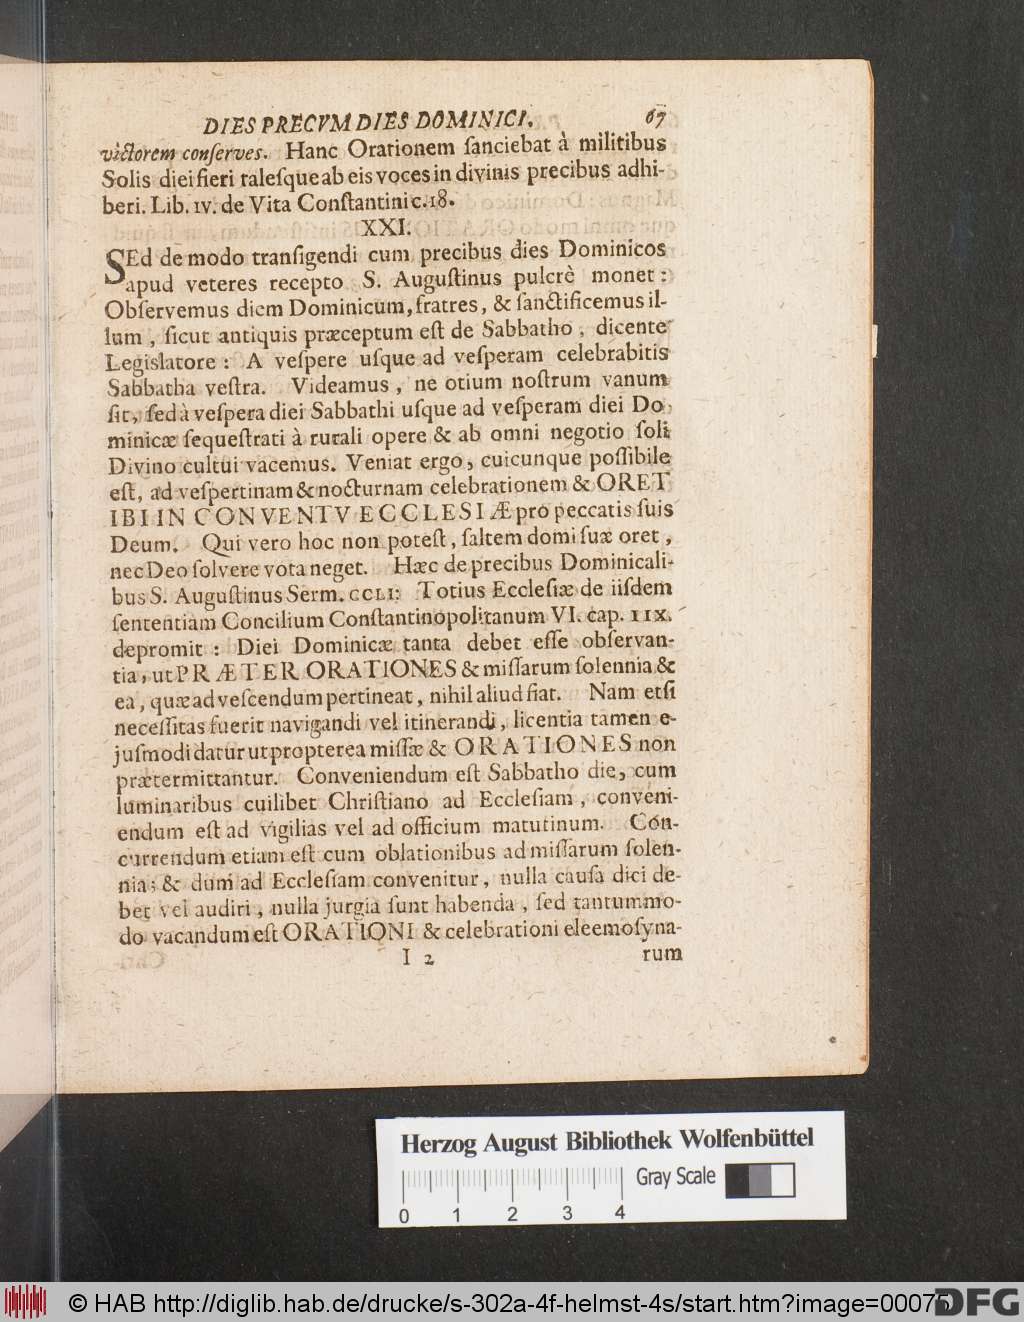 DIES PRECVM DIES DOMINICI. 67
victorem conſerves. Hanc Orationem ſanciebat à militibus
Solis diei fieri taleſque ab eis voces in divinis precibus adhi-
beri. Lib. IV. de Vita Conſtantini c. 18.
XXI.
SEd de modo tranſigendi cum precibus dies Dominicos
apud veteres recepto S. Auguſtinus pulcrè monet:
Obſervemus diem Dominicum, fratres, & ſanctificemus il-
lum, ſicut antiquis præceptum eſt de Sabbatho, dicente
Legislatore: A veſpere uſque ad veſperam celebrabitis
Sabbatha veſtra. Videamus, ne otium noſtrum vanum
ſit, ſed à veſpera diei Sabbathi uſque ad veſperam diei Do
minicæ ſequeſtrati à rurali opere & ab omni negotio ſoli
Divino cultui vacemus. Veniat ergo, cuicunque poſſibile
eſt, ad veſpertinam & nocturnam celebrationem & ORET
IBI IN CONVENTV ECCLESIÆ pro peccatis ſuis
Deum. Qui vero hoc non poteſt, ſaltem domi ſuæ oret,
nec Deo ſolvere vota neget. Hæc de precibus Dominicali-
bus S. Auguſtinus Serm. CCLI: Totius Eccleſiæ de iiſdem
ſententiam Concilium Conſtantinopolitanum VI. cap. IIX.
depromit: Diei Dominicæ tanta debet eſſe obſervan-
tia, ut PRÆTER ORATIONES & miſſarum ſolennia &
ea, quæ ad veſcendum pertineat, nihil aliud fiat. Nam etſi
neceſſitas fuerit navigandi vel itinerandi, licentia tamen e-
juſmodi datur ut propterea miſſæ & ORATIONES non
prætermittantur. Conveniendum eſt Sabbatho die, cum
luminaribus cuilibet Chriſtiano ad Eccleſiam, conveni-
endum eſt ad vigilias vel ad officium matutinum. Con-
currendum etiam eſt cum oblationibus ad miſſarum ſolen-
nia; & dum ad Eccleſiam convenitur, nulla cauſa dici de-
bet vel audiri, nulla jurgia ſunt habenda, ſed tantummo-
do vacandum eſt ORATIONI & celebrationi eleemoſyna-
I 2 rum
Herzog August Bibliothek Wolfenbüttel
Gray Scale
0 1 2 3 4
© HAB http://diglib.hab.de/drucke/s-302a-4f-helmst-4s/start.htm?image=00075
DFG